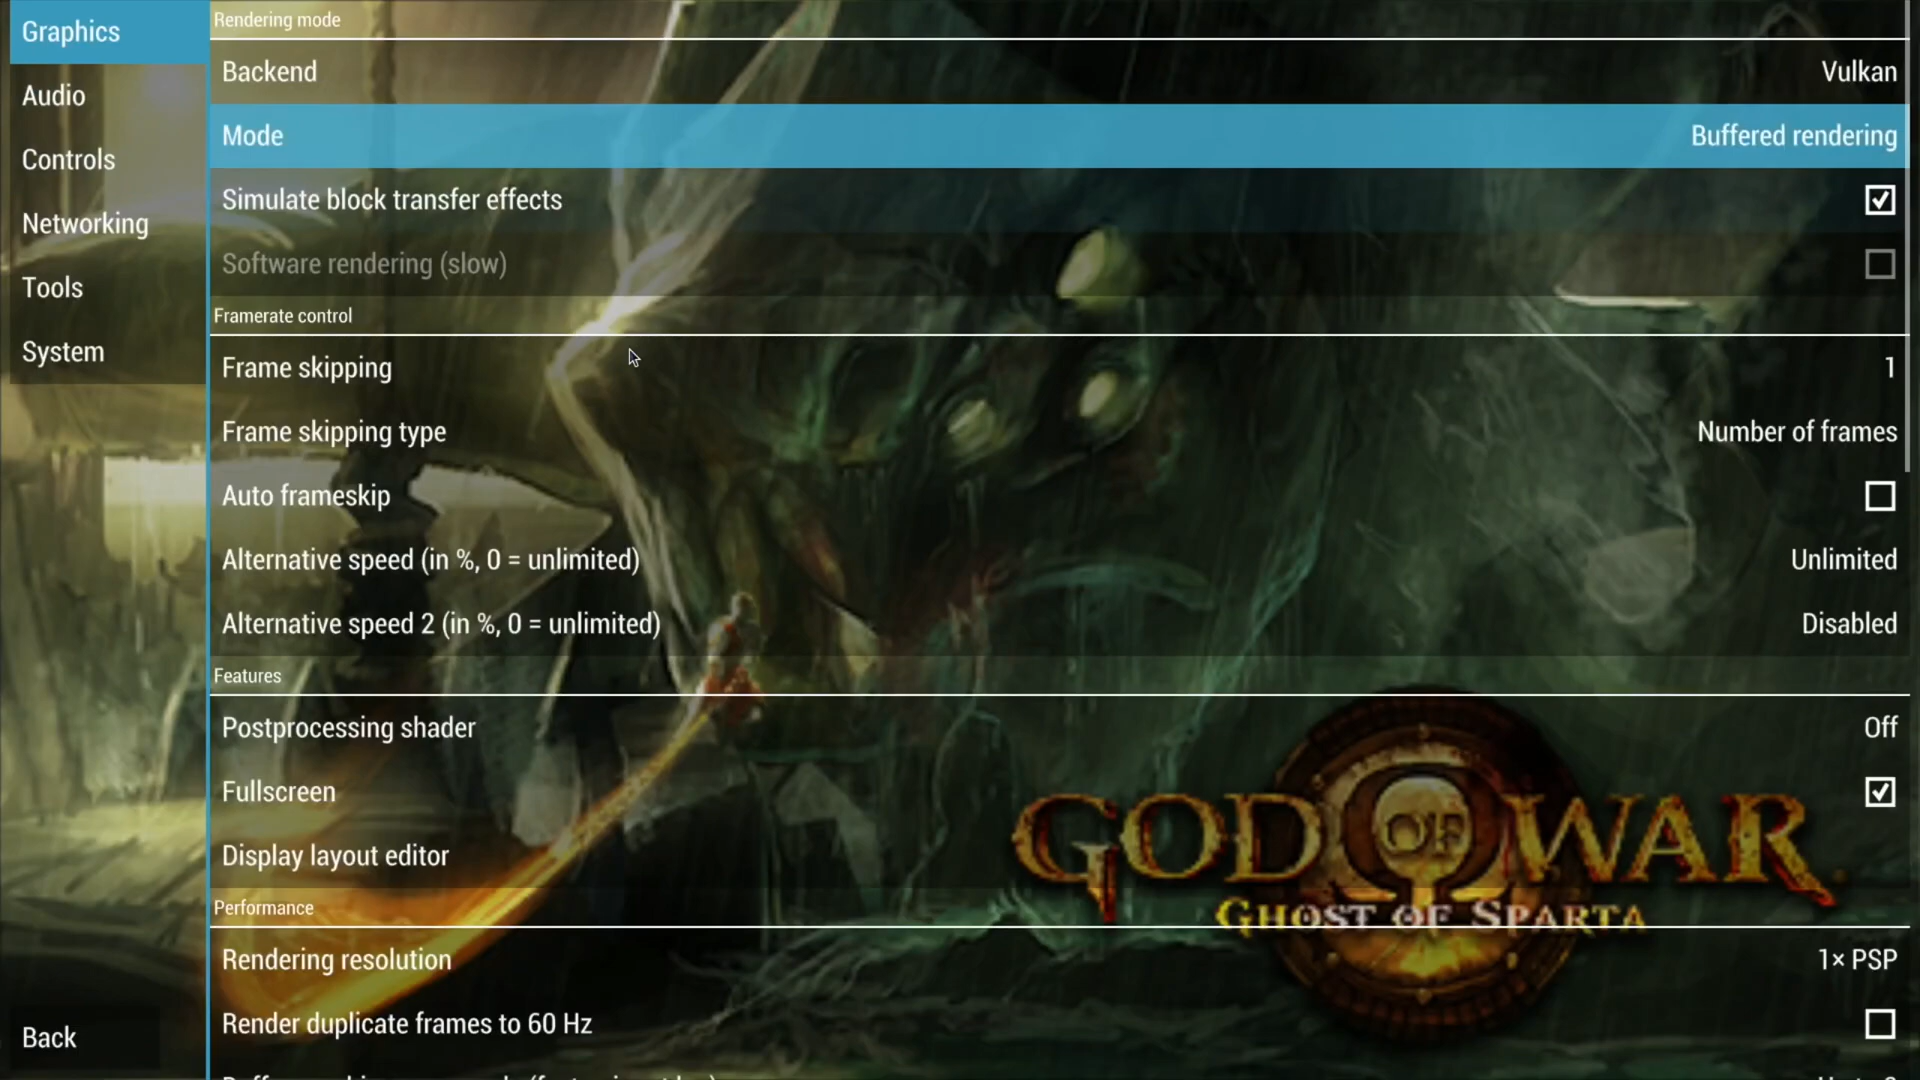 Graphics
Audio
Controls
Networking
Tools
System
Back
Rendering mode
Backend Vulkan
Mode Buffered rendering
Simulate block transfer effects
Software rendering (slow)
Framerate control
Frame skipping 1
Frame skipping type Number of frames
Auto frameskip
Alternative speed (in %, 0 = unlimited) Unlimited
Alternative speed 2 (in %, 0 = unlimited) Disabled
Features
Postprocessing shader Off
Fullscreen
Display layout editor
Performance
Rendering resolution 1× PSP
Render duplicate frames to 60 Hz
GOD OF WAR
GHOST OF SPARTA